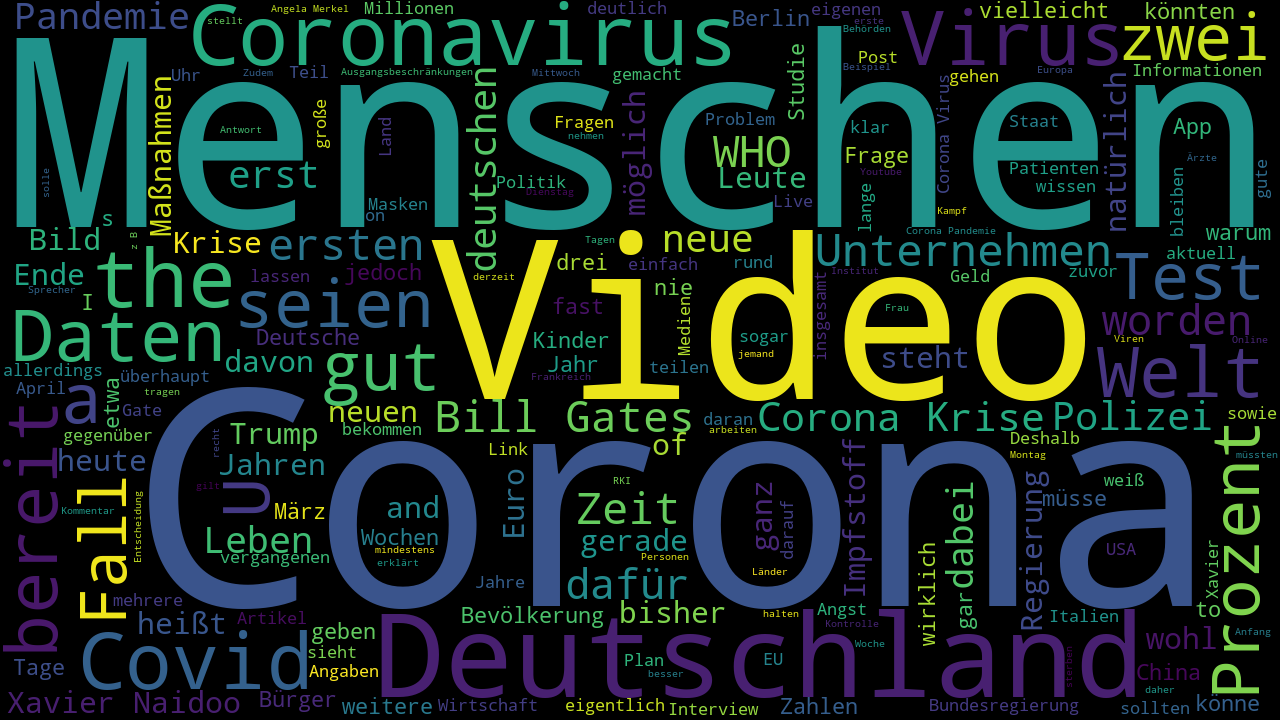 Pandemie
Coronavirus
stellt
Angela Merkel
Millionen
deutlich
Berlin
eigenen
Behörden
erste
Virus
vielleicht
könnten
zwei
Menschen
Uhr
Zudem
Teil
Ausgangsbeschränkungen
Mittwoch
gemacht
Studie
Post
Beispiel
gehen
Europa
Informationen
Maßnahmen
Antwort
große
Land
deutschen
Fragen
nehmen
möglich
Problem
WHO
klar
Frage
Corona Virus
Staat
natürlich
App
Ärzte
solle
erst
Politik
Dienstag
Leute
Youtube
Patienten
wissen
gute
s
Masken
on
Live
lange
Kampf
bleiben
Bild
z B
Krise
ersten
Tagen
neue
Corona Pandemie
warum
Ende
the
lassen
jedoch
derzeit
Video
drei
einfach
rund
Unternehmen
Institut
Geld
zuvor
aktuell
Test
Sprecher
I
seien
fast
nie
Medien
insgesamt
Frau
worden
Daten
Deutsche
Kinder
sogar
jemand
steht
Viren
Online
allerdings
davon
gut
Jahr
Frankreich
teilen
Welt
April
a
überhaupt
tragen
etwa
Gate
neuen
Bill Gates
daran
arbeiten
Corona Krise
Polizei
sowie
bereit
gegenüber
Trump
bekommen
of
Deshalb
heute
recht
Jahren
Link
Montag
müssten
Corona
Fall
gilt
u
RKI
weiß
Kommentar
Entscheidung
März
and
Euro
Zeit
ganz
darauf
Impfstoff
dabei
Regierung
müsse
Prozent
Leben
Wochen
mindestens
gerade
vergangenen
erklärt
Personen
USA
Xavier
Jahre
dafür
Länder
wirklich
gar
mehrere
Artikel
Bevölkerung
bisher
halten
Angst
Italien
to
Anfang
heißt
geben
Kontrolle
Covid
sieht
Deutschland
Woche
wohl
Tage
Angaben
Plan
besser
EU
sterben
China
daher
Xavier Naidoo
Bürger
weitere
Wirtschaft
eigentlich
Interview
Zahlen
Bundesregierung
sollten
könne